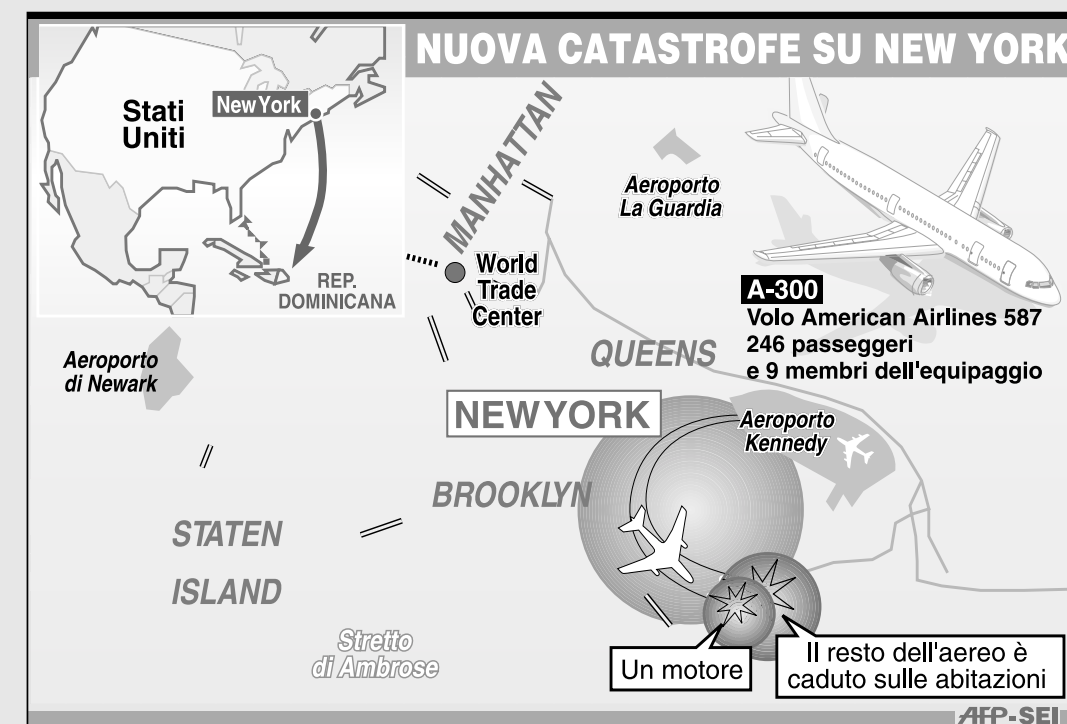 NUOVA CATASTROFE SU NEW YORK
Stati
Uniti
New York
REP.
DOMINICANA
MANHATTAN
Aeroporto
La Guardia
World
Trade
Center
A-300
Volo American Airlines 587
246 passeggeri
e 9 membri dell'equipaggio
Aeroporto
di Newark
QUEENS
NEW YORK
Aeroporto
Kennedy
BROOKLYN
STATEN
ISLAND
Stretto
di Ambrose
Un motore
Il resto dell'aereo è
caduto sulle abitazioni
AFP-SEI